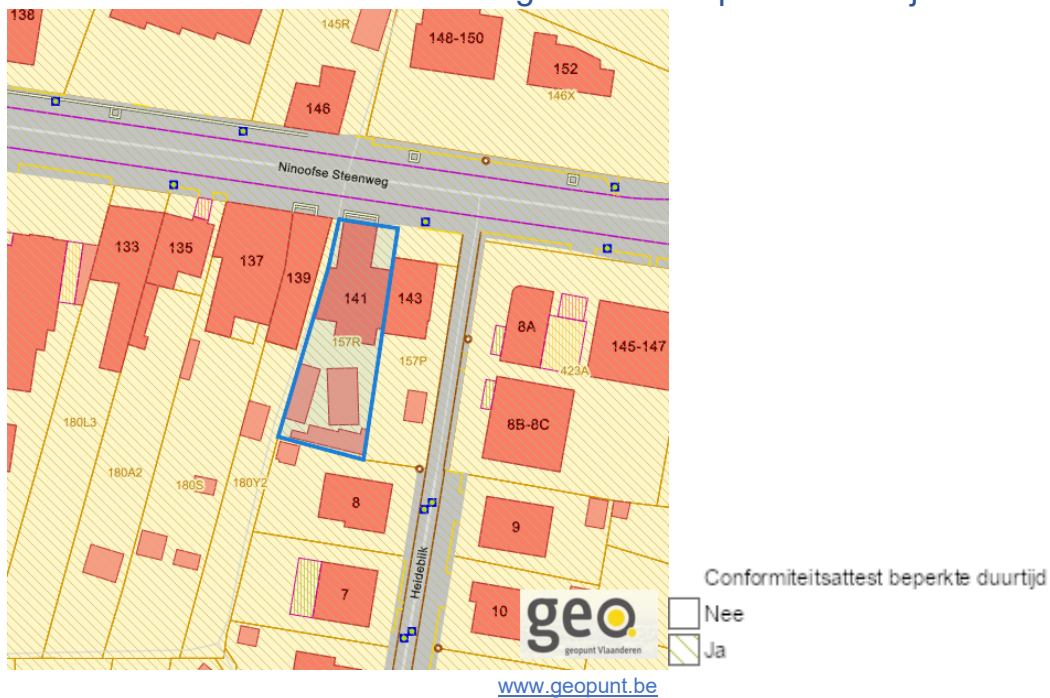 138
145R
148-150
152
146X
146
Ninoofse Steenweg
133
135
137
139
141
143
157R
157P
8A
145-147
423A
8B-8C
180L3
180A2
180S
180Y2
8
9
7
10
Heideblik
geo.
geopunt Vlaanderen
Conformiteitsattest beperkte duurtijd
Nee
Ja
www.geopunt.be